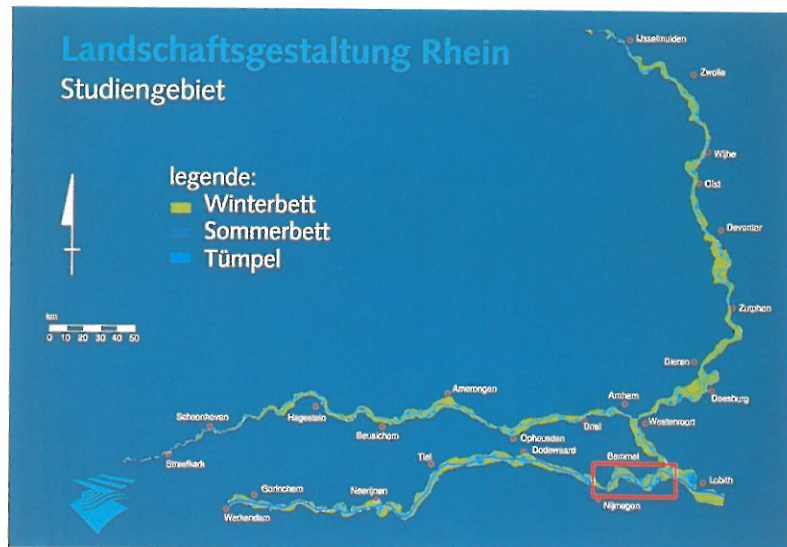 Landschaftsgestaltung Rhein
Studiengebiet
legende:
Winterbett
Sommerbett
Tümpel
km
0 10 20 30 40 50
IJsselmuiden
Zwolle
Wijhe
Olst
Deventer
Zutphen
Dieren
Doesburg
Amerongen
Arnhem
Schoonhoven
Hagestein
Beusichem
Driel
Westervoort
Streefkerk
Opheusden
Dodewaard
Tiel
Bemmel
Lobith
Gorinchem
Neerijnen
Nijmegen
Werkendam